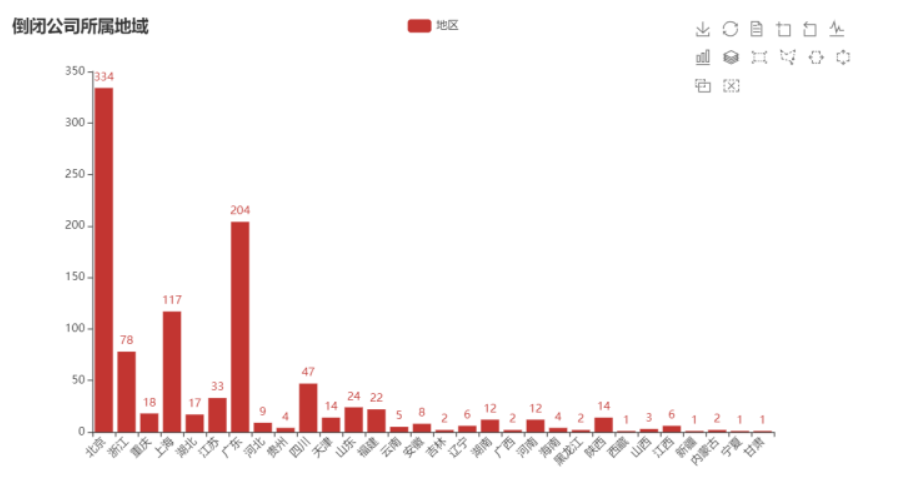 倒闭公司所属地域
地区
350
300
250
200
150
100
50
0
334
78
18
117
17
33
204
9
4
47
14
24
22
5
8
2
6
12
2
12
4
2
14
1
3
6
1
2
1
1
北京
浙江
重庆
上海
湖北
江苏
广东
河北
贵州
四川
天津
山东
福建
云南
安徽
吉林
辽宁
湖南
广西
河南
海南
黑龙江
陕西
西藏
山西
江西
新疆
内蒙古
宁夏
甘肃